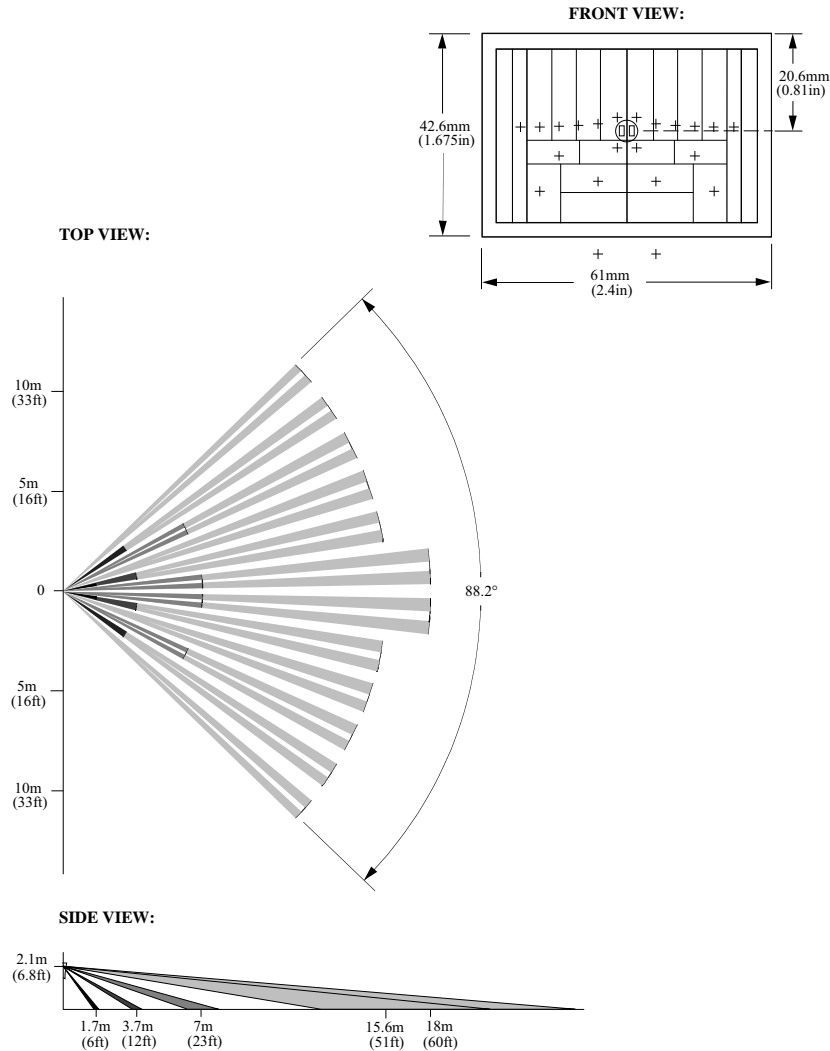 FRONT VIEW:
20.6mm
(0.81in)
42.6mm
(1.675in)
61mm
(2.4in)
TOP VIEW:
10m
(33ft)
5m
(16ft)
0
88.2°
5m
(16ft)
10m
(33ft)
SIDE VIEW:
2.1m
(6.8ft)
1.7m
(6ft)
3.7m
(12ft)
7m
(23ft)
15.6m
(51ft)
18m
(60ft)